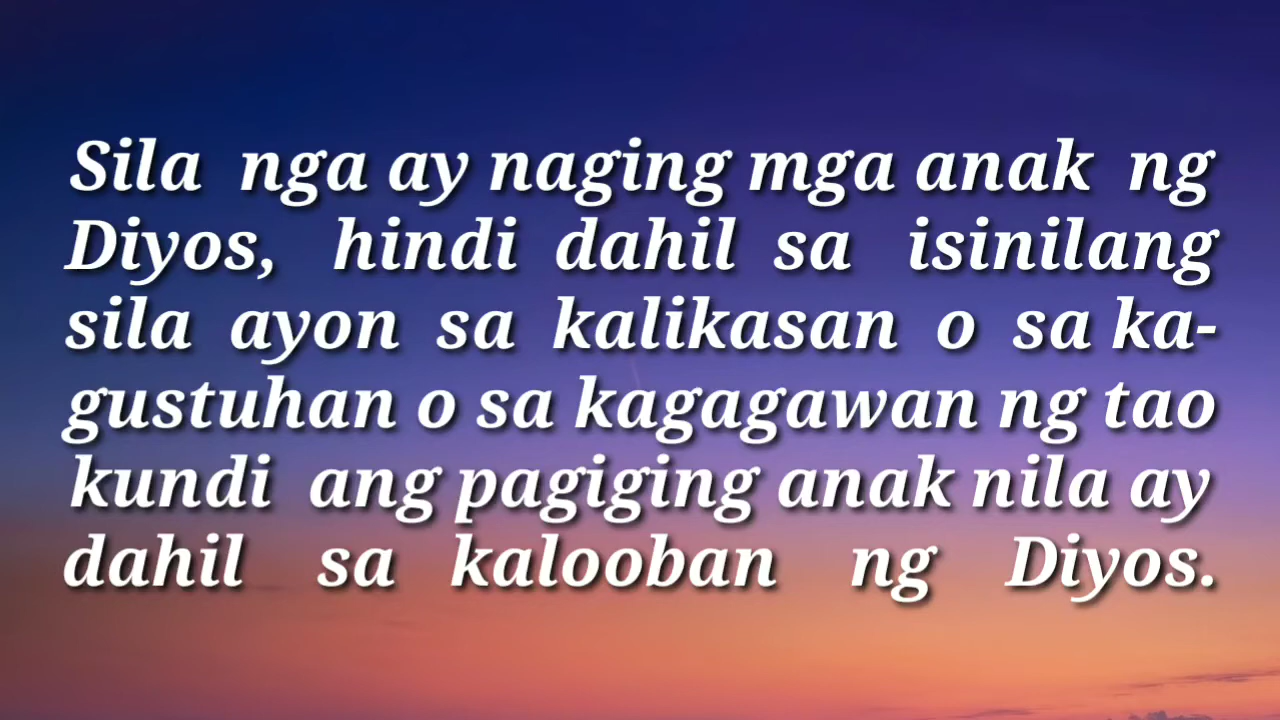 Sila nga ay naging mga anak ng
Diyos, hindi dahil sa isinilang
sila ayon sa kalikasan o sa ka-
gustuhan o sa kagagawan ng tao
kundi ang pagiging anak nila ay
dahil sa kalooban ng Diyos.